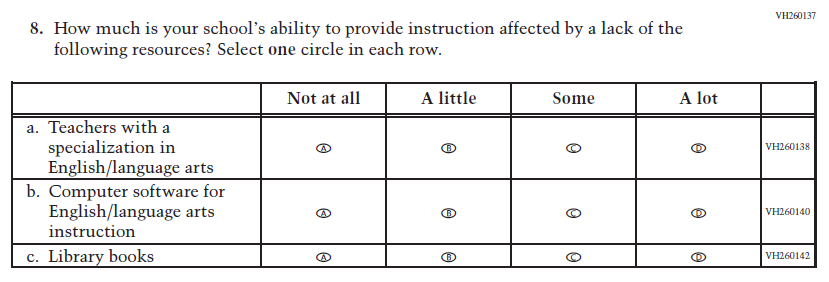 VH260137
8. How much is your school’s ability to provide instruction affected by a lack of the
following resources? Select one circle in each row.
Not at all A little Some A lot
a. Teachers with a
specialization in
English/language arts
A B C D VH260138
b. Computer software for
English/language arts
instruction
A B C D VH260140
c. Library books A B C D VH260142